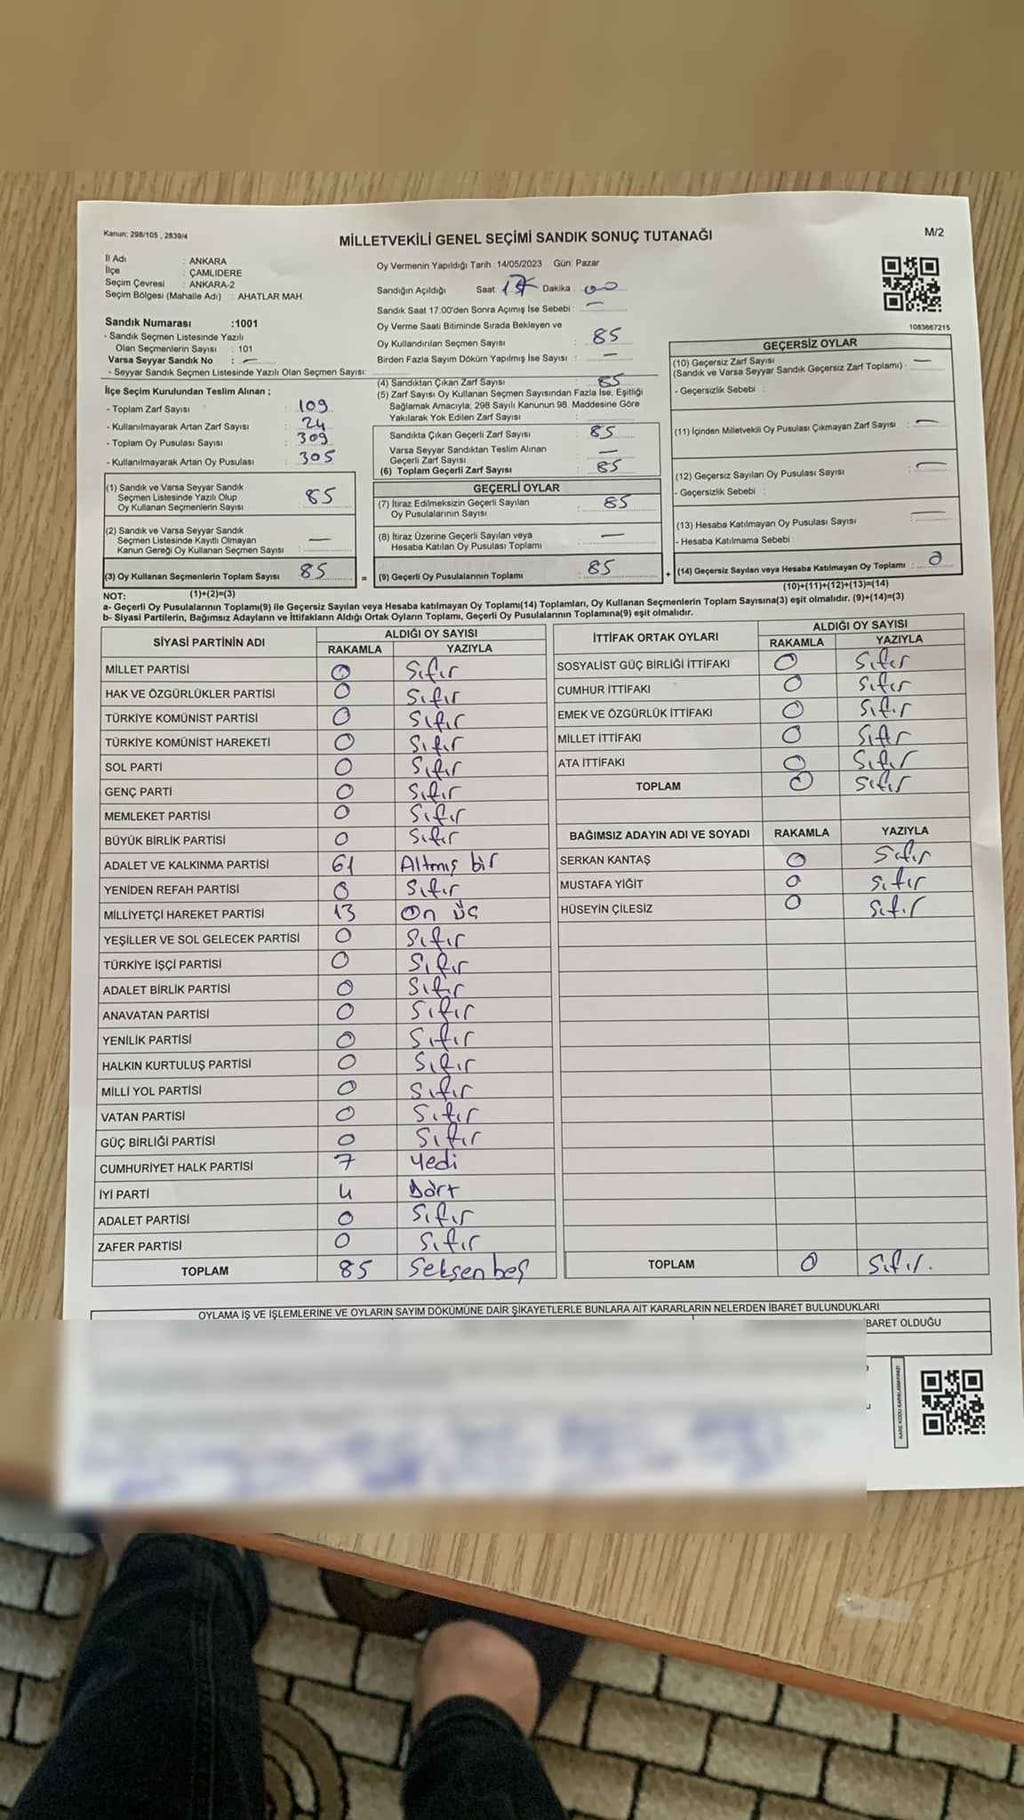 Kanun: 298/105 , 2839/4
MİLLETVEKİLİ GENEL SEÇİMİ SANDIK SONUÇ TUTANAĞI
M/2
İl Adı : ANKARA
İlçe : ÇAMLIDERE
Seçim Çevresi : ANKARA-2
Seçim Bölgesi (Mahalle Adı) : AHATLAR MAH.
Oy Vermenin Yapıldığı Tarih :14/05/2023 Gün: Pazar
Sandığın Açıldığı Saat 17 Dakika 00
Sandık Saat 17.00'den Sonra Açımış İse Sebebi : —
Oy Verme Saati Bitiminde Sırada Bekleyen ve
Oy Kullandırılan Seçmen Sayısı : 85
Birden Fazla Sayım Döküm Yapılmış İse Sayısı : —
1083667215
Sandık Numarası :1001
- Sandık Seçmen Listesinde Yazılı
Olan Seçmenlerin Sayısı : 101
Varsa Seyyar Sandık No : —
- Seyyar Sandık Seçmen Listesinde Yazılı Olan Seçmen Sayısı:
İlçe Seçim Kurulundan Teslim Alınan ;
- Toplam Zarf Sayısı : 109
- Kullanılmayarak Artan Zarf Sayısı : 24
- Toplam Oy Pusulası Sayısı : 309
- Kullanılmayarak Artan Oy Pusulası : 305
(1) Sandık ve Varsa Seyyar Sandık
Seçmen Listesinde Yazılı Olup
Oy Kullanan Seçmenlerin Sayısı : 85
(2) Sandık ve Varsa Seyyar Sandık
Seçmen Listesinde Kayıtlı Olmayan
Kanun Gereği Oy Kullanan Seçmen Sayısı : —
(3) Oy Kullanan Seçmenlerin Toplam Sayısı : 85
(1)+(2)=(3)
(4) Sandıktan Çıkan Zarf Sayısı : 85
(5) Zarf Sayısı Oy Kullanan Seçmen Sayısından Fazla İse, Eşitliği
Sağlamak Amacıyla, 298 Sayılı Kanunun 98. Maddesine Göre
Yakılarak Yok Edilen Zarf Sayısı :
Sandıkta Çıkan Geçerli Zarf Sayısı : 85
Varsa Seyyar Sandıktan Teslim Alınan
Geçerli Zarf Sayısı : —
(6) Toplam Geçerli Zarf Sayısı : 85
GEÇERLİ OYLAR
(7) İtiraz Edilmeksizin Geçerli Sayılan
Oy Pusulalarının Sayısı : 85
(8) İtiraz Üzerine Geçerli Sayılan veya
Hesaba Katılan Oy Pusulası Toplamı : —
= (9) Geçerli Oy Pusulalarının Toplamı : 85
GEÇERSİZ OYLAR
(10) Geçersiz Zarf Sayısı
(Sandık ve Varsa Seyyar Sandık Geçersiz Zarf Toplamı) : —
- Geçersizlik Sebebi :
(11) İçinden Milletvekili Oy Pusulası Çıkmayan Zarf Sayısı : —
(12) Geçersiz Sayılan Oy Pusulası Sayısı : —
- Geçersizlik Sebebi :
(13) Hesaba Katılmayan Oy Pusulası Sayısı : —
- Hesaba Katılmama Sebebi :
+ (14) Geçersiz Sayılan veya Hesaba Katılmayan Oy Toplamı : 0
(10)+(11)+(12)+(13)=(14)
NOT:
a- Geçerli Oy Pusulalarının Toplamı(9) ile Geçersiz Sayılan veya Hesaba katılmayan Oy Toplamı(14) Toplamları, Oy Kullanan Seçmenlerin Toplam Sayısına(3) eşit olmalıdır. (9)+(14)=(3)
b- Siyasi Partilerin, Bağımsız Adayların ve İttifakların Aldığı Ortak Oyların Toplamı, Geçerli Oy Pusulalarının Toplamına(9) eşit olmalıdır.
SİYASİ PARTİNİN ADI ALDIĞI OY SAYISI
RAKAMLA YAZIYLA
MİLLET PARTİSİ 0 Sıfır
HAK VE ÖZGÜRLÜKLER PARTİSİ 0 Sıfır
TÜRKİYE KOMÜNİST PARTİSİ 0 Sıfır
TÜRKİYE KOMÜNİST HAREKETİ 0 Sıfır
SOL PARTİ 0 Sıfır
GENÇ PARTİ 0 Sıfır
MEMLEKET PARTİSİ 0 Sıfır
BÜYÜK BİRLİK PARTİSİ 0 Sıfır
ADALET VE KALKINMA PARTİSİ 61 Altmış bir
YENİDEN REFAH PARTİSİ 0 Sıfır
MİLLİYETÇİ HAREKET PARTİSİ 13 On üç
YEŞİLLER VE SOL GELECEK PARTİSİ 0 Sıfır
TÜRKİYE İŞÇİ PARTİSİ 0 Sıfır
ADALET BİRLİK PARTİSİ 0 Sıfır
ANAVATAN PARTİSİ 0 Sıfır
YENİLİK PARTİSİ 0 Sıfır
HALKIN KURTULUŞ PARTİSİ 0 Sıfır
MİLLİ YOL PARTİSİ 0 Sıfır
VATAN PARTİSİ 0 Sıfır
GÜÇ BİRLİĞİ PARTİSİ 0 Sıfır
CUMHURİYET HALK PARTİSİ 7 Yedi
İYİ PARTİ 4 Dört
ADALET PARTİSİ 0 Sıfır
ZAFER PARTİSİ 0 Sıfır
TOPLAM 85 Seksen beş
İTTİFAK ORTAK OYLARI ALDIĞI OY SAYISI
RAKAMLA YAZIYLA
SOSYALİST GÜÇ BİRLİĞİ İTTİFAKI 0 Sıfır
CUMHUR İTTİFAKI 0 Sıfır
EMEK VE ÖZGÜRLÜK İTTİFAKI 0 Sıfır
MİLLET İTTİFAKI 0 Sıfır
ATA İTTİFAKI 0 Sıfır
TOPLAM 0 Sıfır
BAĞIMSIZ ADAYIN ADI VE SOYADI RAKAMLA YAZIYLA
SERKAN KANTAŞ 0 Sıfır
MUSTAFA YİĞİT 0 Sıfır
HÜSEYİN ÇİLESİZ 0 Sıfır
TOPLAM 0 Sıfır.
OYLAMA İŞ VE İŞLEMLERİNE VE OYLARIN SAYIM DÖKÜMÜNE DAİR ŞİKAYETLERLE BUNLARA AİT KARARLARIN NELERDEN İBARET BULUNDUKLARI
BARET OLDUĞU